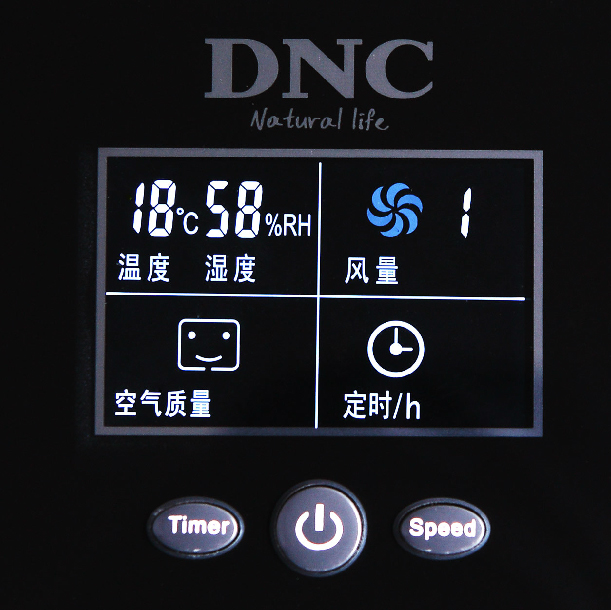 DNC
Natural life
18°C 58%RH
温度 湿度
1
风量
空气质量
定时/h
Timer
Speed